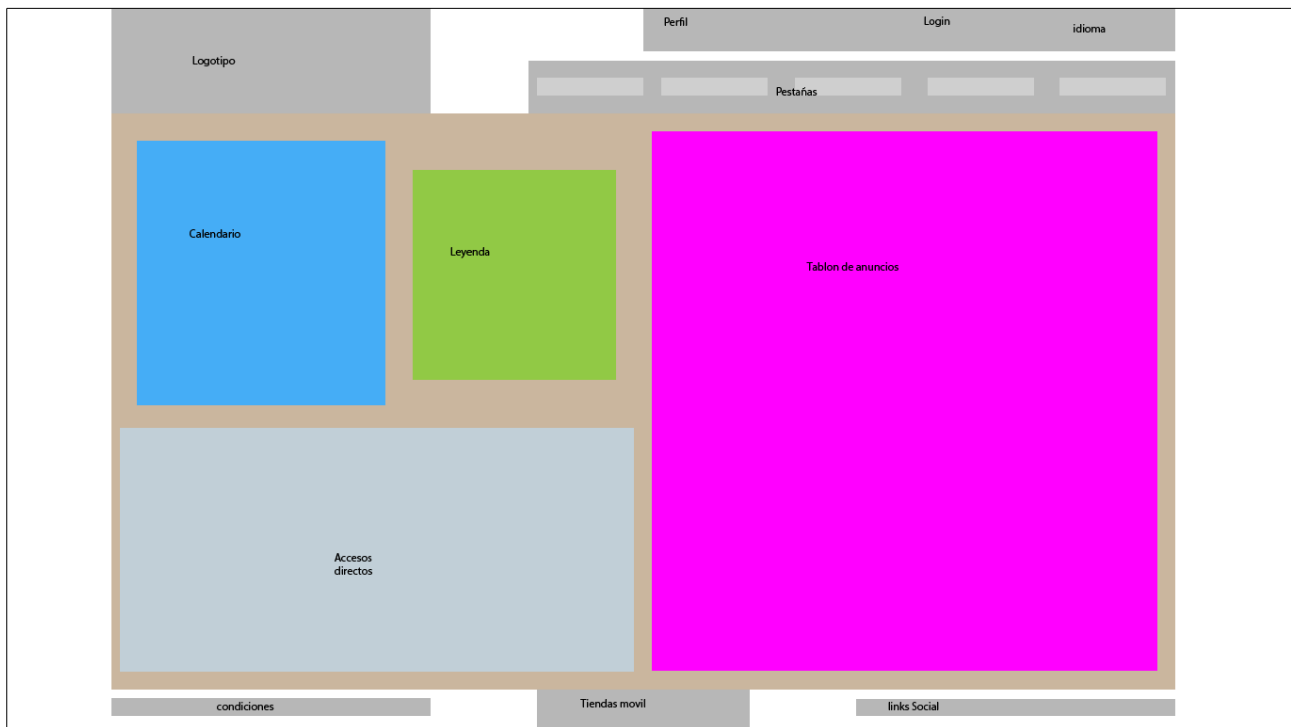 Perfil
Login
idioma
Logotipo
Pestañas
Calendario
Leyenda
Tablon de anuncios
Accesos
directos
condiciones
Tiendas movil
links Social